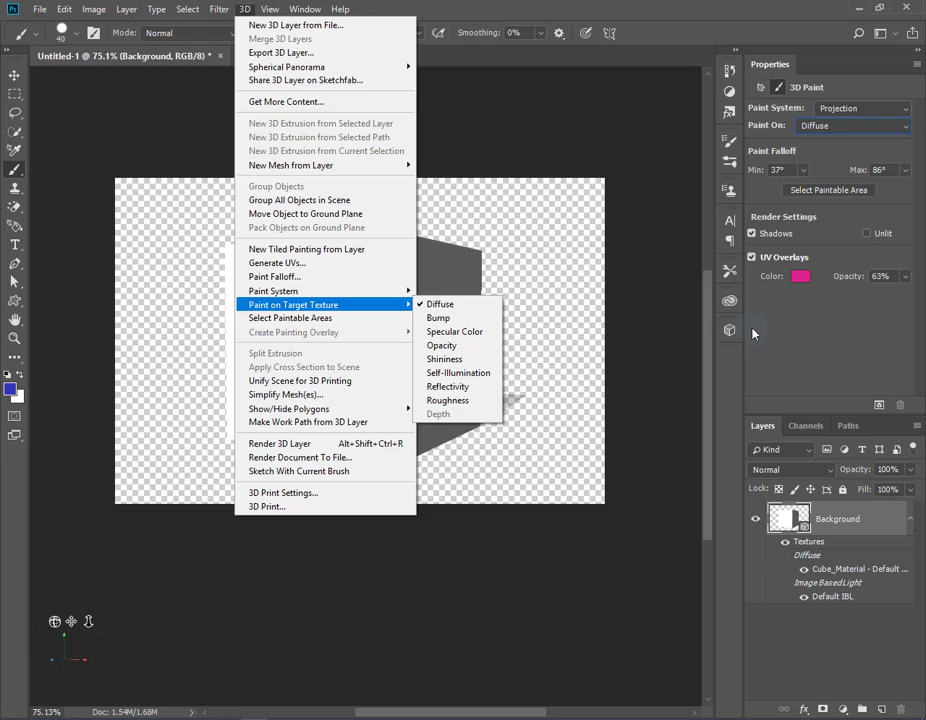 Ps File Edit Image Layer Type Select Filter 3D View Window Help
40 Mode: Normal Smoothing: 0%
Untitled-1 @ 75.1% (Background, RGB/8) * ×
New 3D Layer from File...
Merge 3D Layers
Export 3D Layer...
Spherical Panorama
Share 3D Layer on Sketchfab...
Get More Content...
New 3D Extrusion from Selected Layer
New 3D Extrusion from Selected Path
New 3D Extrusion from Current Selection
New Mesh from Layer
Group Objects
Group All Objects in Scene
Move Object to Ground Plane
Pack Objects on Ground Plane
New Tiled Painting from Layer
Generate UVs...
Paint Falloff...
Paint System
Paint on Target Texture
Select Paintable Areas
Create Painting Overlay
Split Extrusion
Apply Cross Section to Scene
Unify Scene for 3D Printing
Simplify Mesh(es)...
Show/Hide Polygons
Make Work Path from 3D Layer
Render 3D Layer Alt+Shift+Ctrl+R
Render Document To File...
Sketch With Current Brush
3D Print Settings...
3D Print...
Diffuse
Bump
Specular Color
Opacity
Shininess
Self-Illumination
Reflectivity
Roughness
Depth
Properties
3D Paint
Paint System: Projection
Paint On: Diffuse
Paint Falloff
Min: 37° Max: 86°
Select Paintable Area
Render Settings
Shadows Unlit
UV Overlays
Color: Opacity: 63%
Layers Channels Paths
Kind
Normal Opacity: 100%
Lock: Fill: 100%
Background
Textures
Diffuse
Cube_Material - Default ...
Image Based Light
Default IBL
75.13% Doc: 1.54M/1.68M